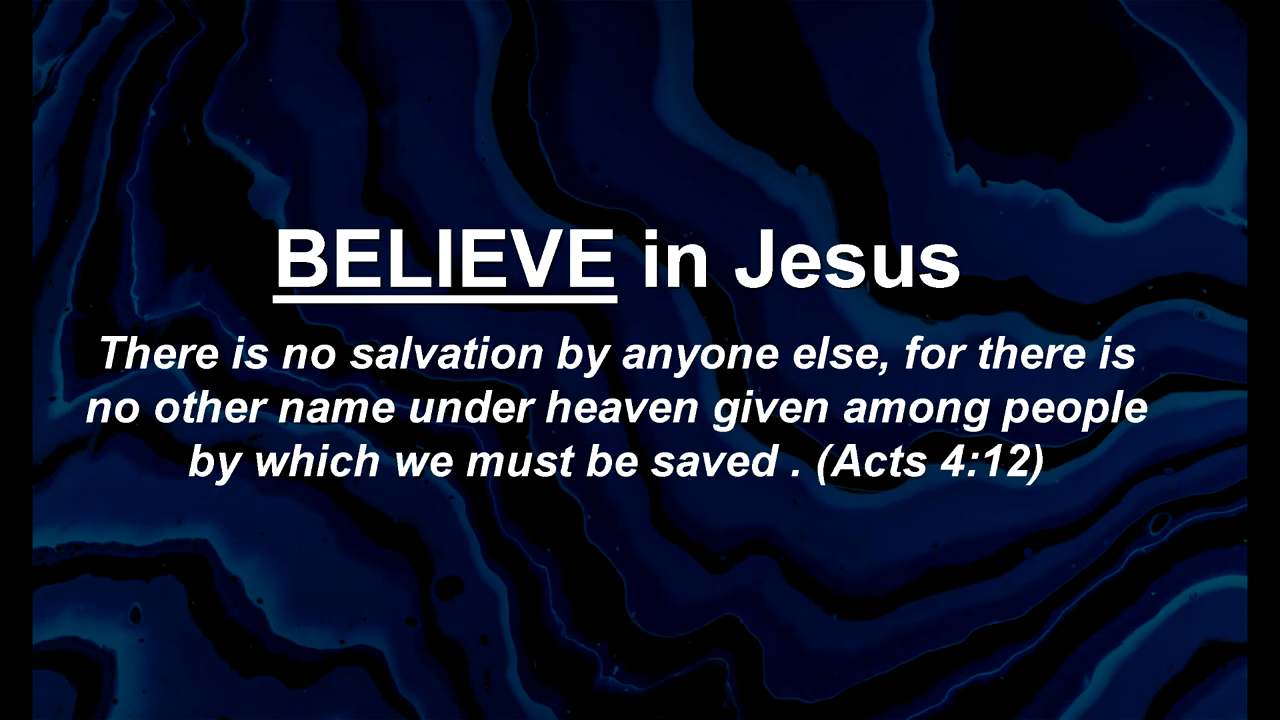 BELIEVE in Jesus
There is no salvation by anyone else, for there is
no other name under heaven given among people
by which we must be saved . (Acts 4:12)